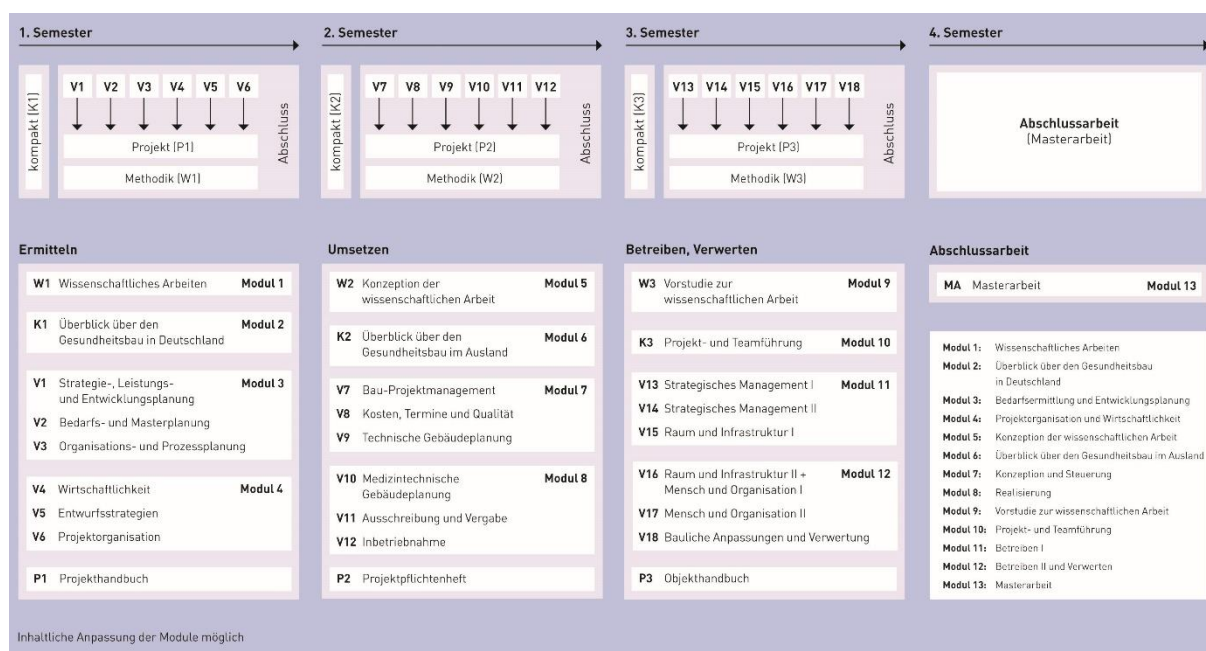 1. Semester
kompakt (K1)
V1 V2 V3 V4 V5 V6
Projekt (P1)
Methodik (W1)
Abschluss
2. Semester
kompakt (K2)
V7 V8 V9 V10 V11 V12
Projekt (P2)
Methodik (W2)
Abschluss
3. Semester
kompakt (K3)
V13 V14 V15 V16 V17 V18
Projekt (P3)
Methodik (W3)
Abschluss
4. Semester
Abschlussarbeit
(Masterarbeit)
Ermitteln
W1 Wissenschaftliches Arbeiten Modul 1
K1 Überblick über den Modul 2
Gesundheitsbau in Deutschland
V1 Strategie-, Leistungs- Modul 3
und Entwicklungsplanung
V2 Bedarfs- und Masterplanung
V3 Organisations- und Prozessplanung
V4 Wirtschaftlichkeit Modul 4
V5 Entwurfsstrategien
V6 Projektorganisation
P1 Projekthandbuch
Umsetzen
W2 Konzeption der Modul 5
wissenschaftlichen Arbeit
K2 Überblick über den Modul 6
Gesundheitsbau im Ausland
V7 Bau-Projektmanagement Modul 7
V8 Kosten, Termine und Qualität
V9 Technische Gebäudeplanung
V10 Medizintechnische Modul 8
Gebäudeplanung
V11 Ausschreibung und Vergabe
V12 Inbetriebnahme
P2 Projektpflichtenheft
Betreiben, Verwerten
W3 Vorstudie zur Modul 9
wissenschaftlichen Arbeit
K3 Projekt- und Teamführung Modul 10
V13 Strategisches Management I Modul 11
V14 Strategisches Management II
V15 Raum und Infrastruktur I
V16 Raum und Infrastruktur II + Modul 12
Mensch und Organisation I
V17 Mensch und Organisation II
V18 Bauliche Anpassungen und Verwertung
P3 Objekthandbuch
Abschlussarbeit
MA Masterarbeit Modul 13
Modul 1: Wissenschaftliches Arbeiten
Modul 2: Überblick über den Gesundheitsbau
in Deutschland
Modul 3: Bedarfsermittlung und Entwicklungsplanung
Modul 4: Projektorganisation und Wirtschaftlichkeit
Modul 5: Konzeption der wissenschaftlichen Arbeit
Modul 6: Überblick über den Gesundheitsbau im Ausland
Modul 7: Konzeption und Steuerung
Modul 8: Realisierung
Modul 9: Vorstudie zur wissenschaftlichen Arbeit
Modul 10: Projekt- und Teamführung
Modul 11: Betreiben I
Modul 12: Betreiben II und Verwerten
Modul 13: Masterarbeit
Inhaltliche Anpassung der Module möglich